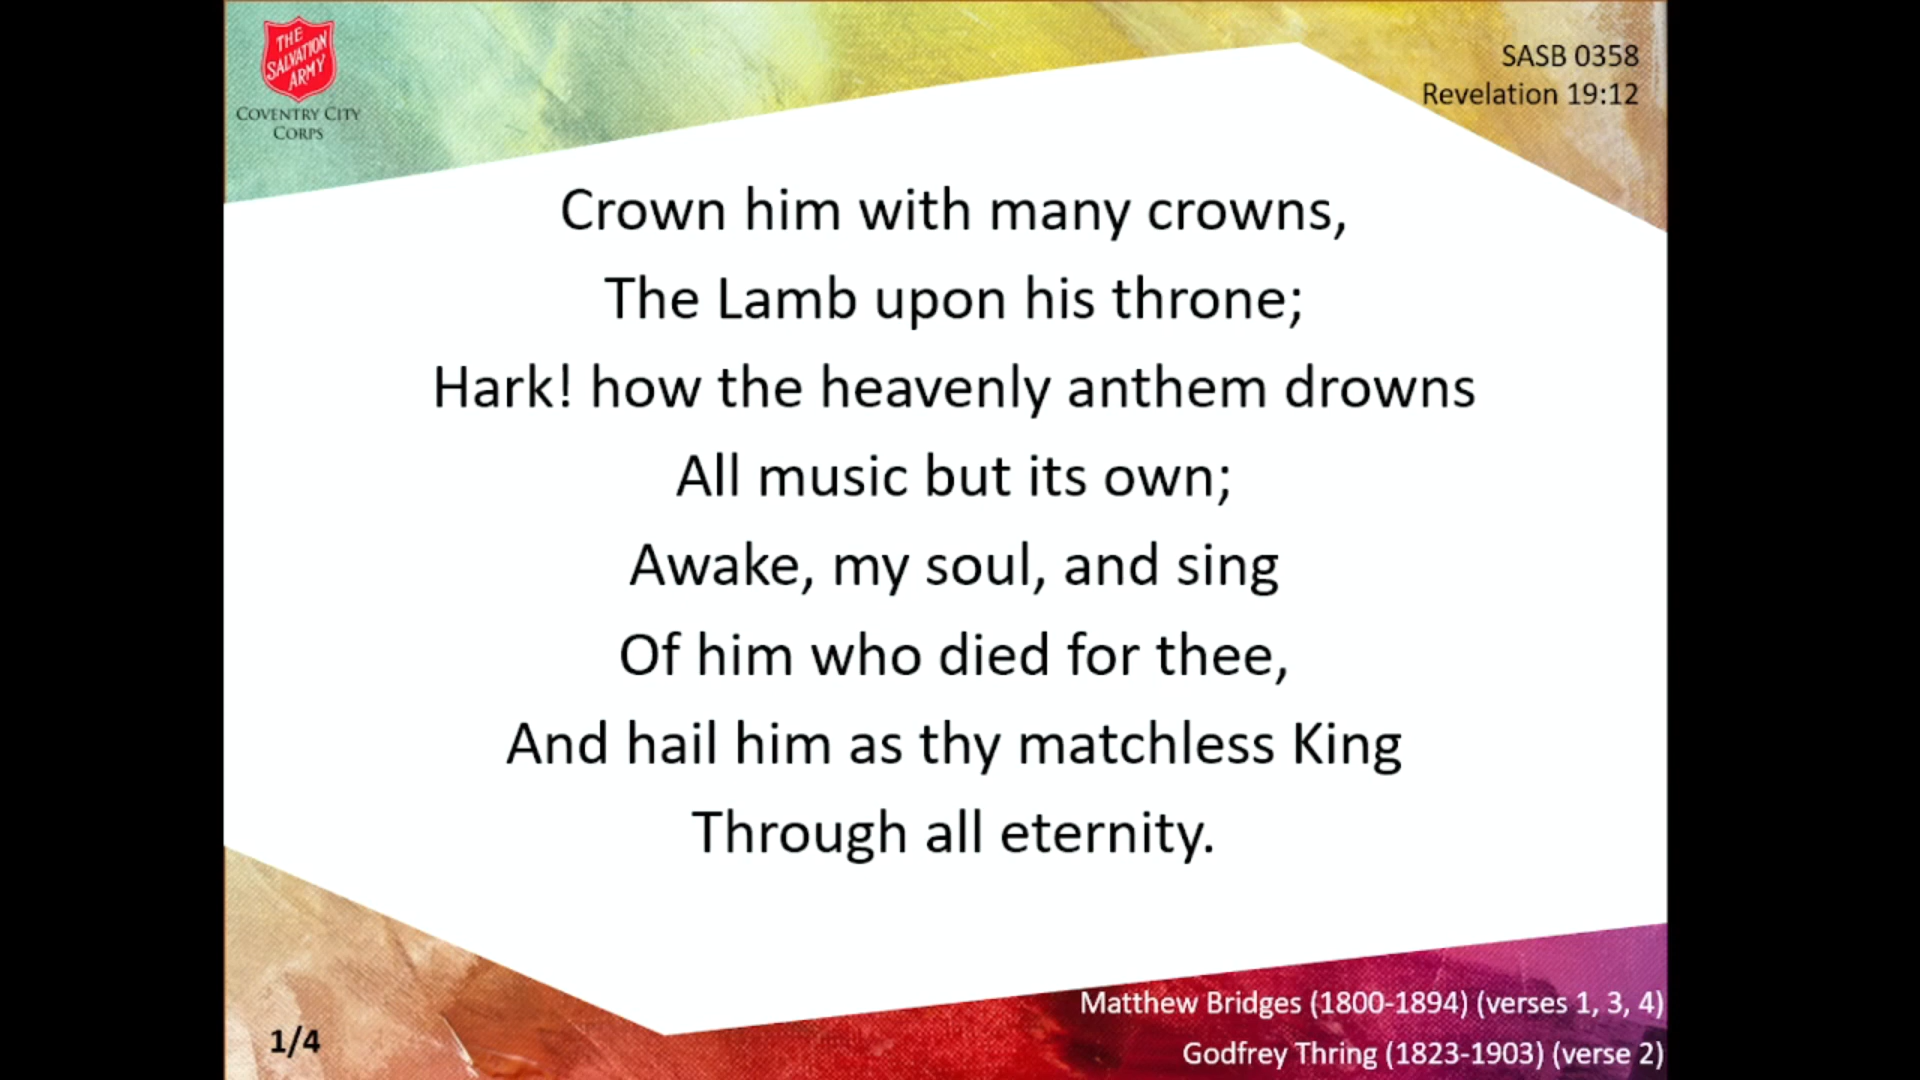 THE
SALVATION
ARMY
COVENTRY CITY
CORPS
SASB 0358
Revelation 19:12
Crown him with many crowns,
The Lamb upon his throne;
Hark! how the heavenly anthem drowns
All music but its own;
Awake, my soul, and sing
Of him who died for thee,
And hail him as thy matchless King
Through all eternity.
1/4
Matthew Bridges (1800-1894) (verses 1, 3, 4)
Godfrey Thring (1823-1903) (verse 2)